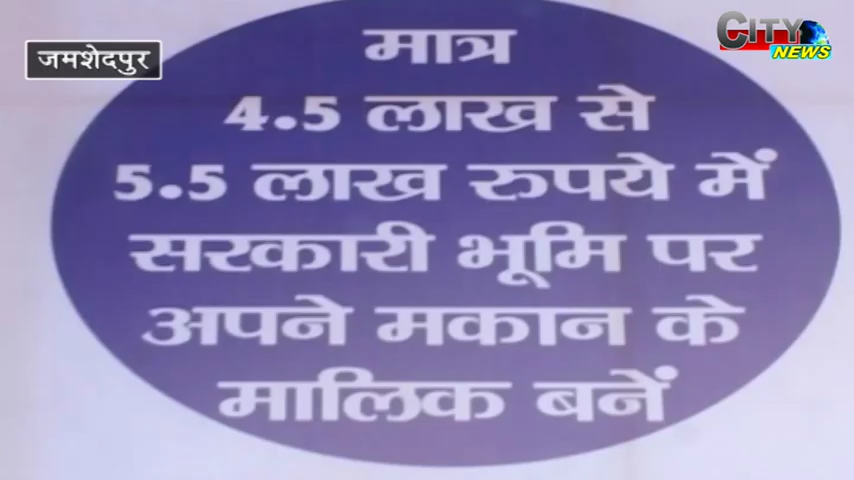 जमशेदपुर
CITY
NEWS
मात्र
4.5 लाख से
5.5 लाख रुपये में
सरकारी भूमि पर
अपने मकान के
मालिक बनें